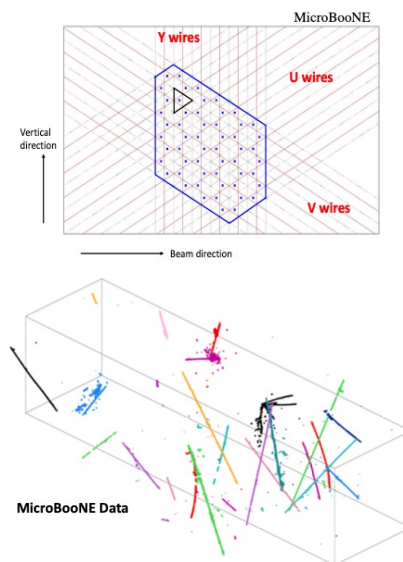 MicroBooNE
Y wires
U wires
Vertical
direction
V wires
Beam direction
MicroBooNE Data